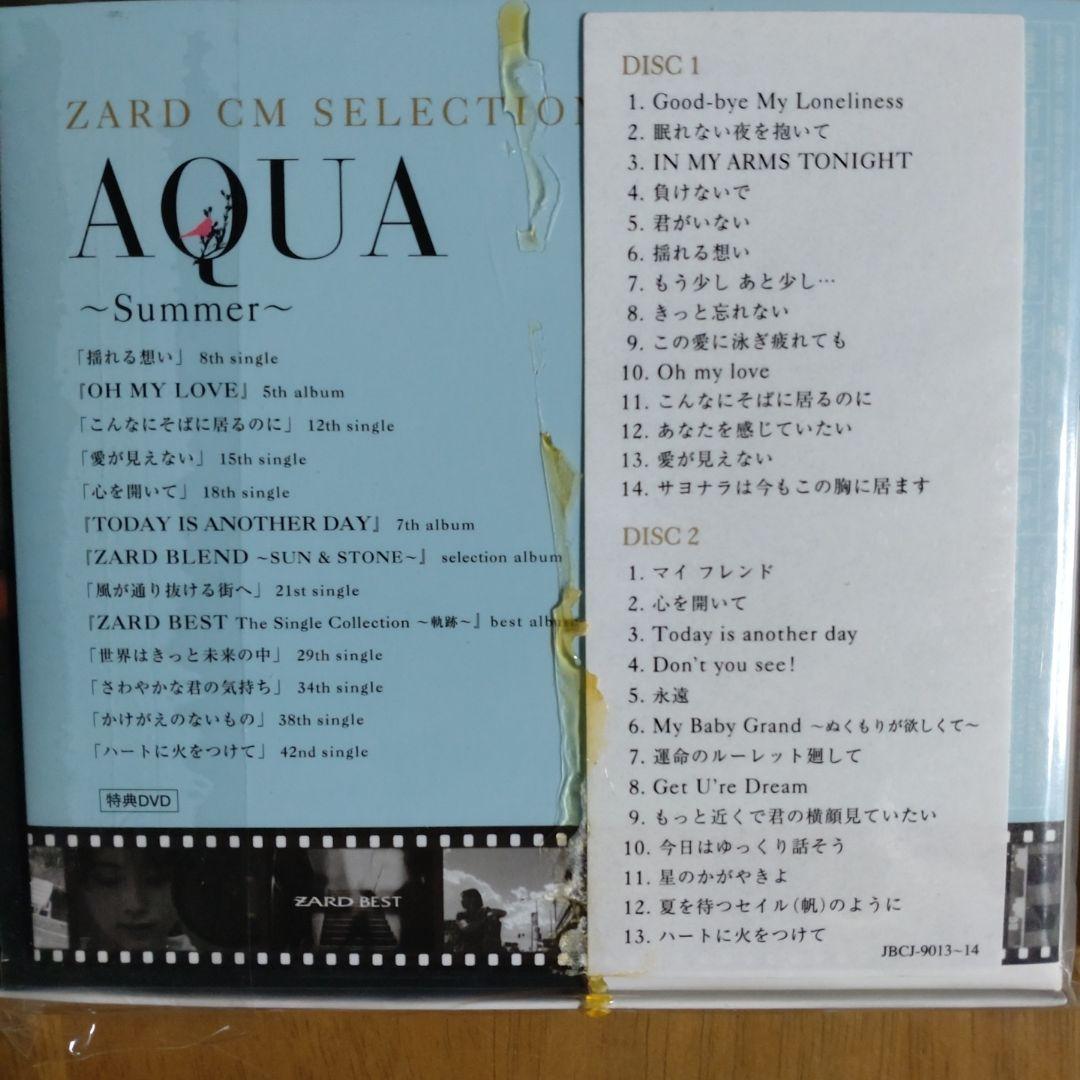 ZARD CM SELECTION
AQUA
~Summer~
「揺れる想い」 8th single
『OH MY LOVE』 5th album
「こんなにそばに居るのに」 12th single
「愛が見えない」 15th single
「心を開いて」 18th single
『TODAY IS ANOTHER DAY』 7th album
『ZARD BLEND ~SUN & STONE~』 selection album
「風が通り抜ける街へ」 21st single
『ZARD BEST The Single Collection ~軌跡~』 best album
「世界はきっと未来の中」 29th single
「さわやかな君の気持ち」 34th single
「かけがえのないもの」 38th single
「ハートに火をつけて」 42nd single
特典DVD
ZARD BEST
DISC 1
1. Good-bye My Loneliness
2. 眠れない夜を抱いて
3. IN MY ARMS TONIGHT
4. 負けないで
5. 君がいない
6. 揺れる想い
7. もう少し あと少し…
8. きっと忘れない
9. この愛に泳ぎ疲れても
10. Oh my love
11. こんなにそばに居るのに
12. あなたを感じていたい
13. 愛が見えない
14. サヨナラは今もこの胸に居ます
DISC 2
1. マイ フレンド
2. 心を開いて
3. Today is another day
4. Don't you see!
5. 永遠
6. My Baby Grand ~ぬくもりが欲しくて~
7. 運命のルーレット廻して
8. Get U're Dream
9. もっと近くで君の横顔見ていたい
10. 今日はゆっくり話そう
11. 星のかがやきよ
12. 夏を待つセイル(帆)のように
13. ハートに火をつけて
JBCJ-9013~14